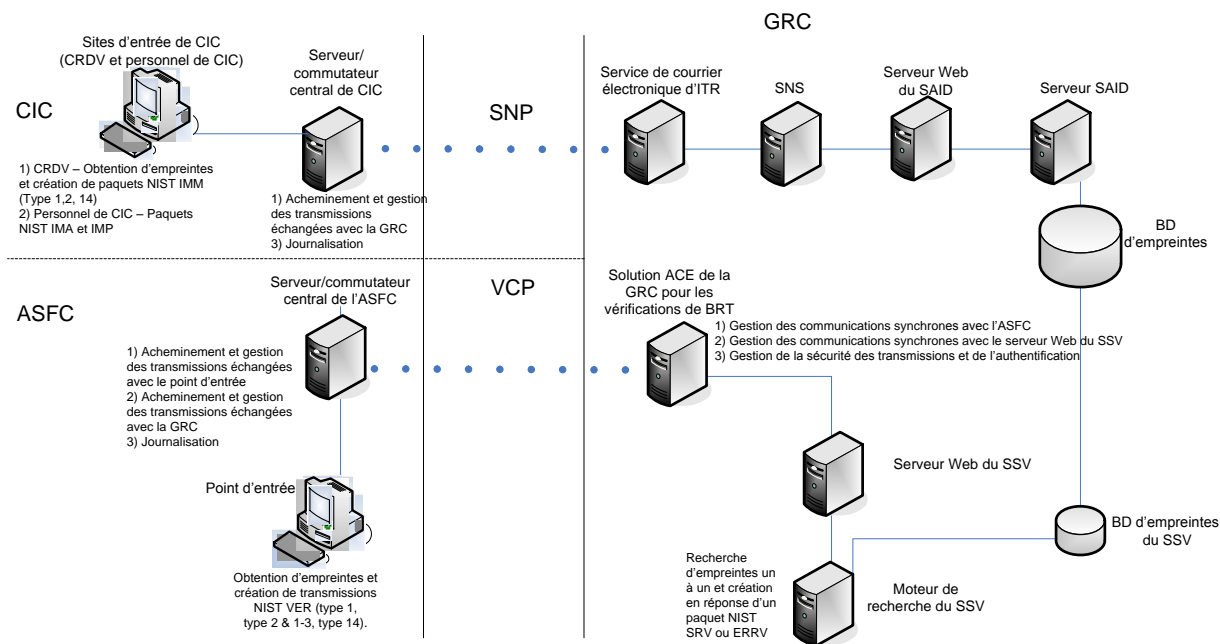 GRC
Sites d'entrée de CIC
(CRDV et personnel de CIC)
Serveur/
commutateur
central de CIC
Service de courrier
électronique d'ITR
SNS
Serveur Web
du SAID
Serveur SAID
CIC
SNP
1) CRDV – Obtention d'empreintes
et création de paquets NIST IMM
(Type 1,2, 14)
2) Personnel de CIC – Paquets
NIST IMA et IMP
1) Acheminement et gestion
des transmissions
échangées avec la GRC
3) Journalisation
BD
d'empreintes
ASFC
Serveur/commutateur
central de l'ASFC
VCP
Solution ACE de la
GRC pour les
vérifications de BRT
1) Gestion des communications synchrones avec l'ASFC
2) Gestion des communications synchrones avec le serveur Web du SSV
3) Gestion de la sécurité des transmissions et de l'authentification
1) Acheminement et gestion
des transmissions échangées
avec le point d'entrée
2) Acheminement et gestion
des transmissions échangées
avec la GRC
3) Journalisation
Serveur Web du SSV
Point d'entrée
BD d'empreintes
du SSV
Obtention d'empreintes et
création de transmissions
NIST VER (type 1,
type 2 & 1-3, type 14).
Recherche
d'empreintes un
à un et création
en réponse d'un
paquet NIST
SRV ou ERRV
Moteur de
recherche du SSV